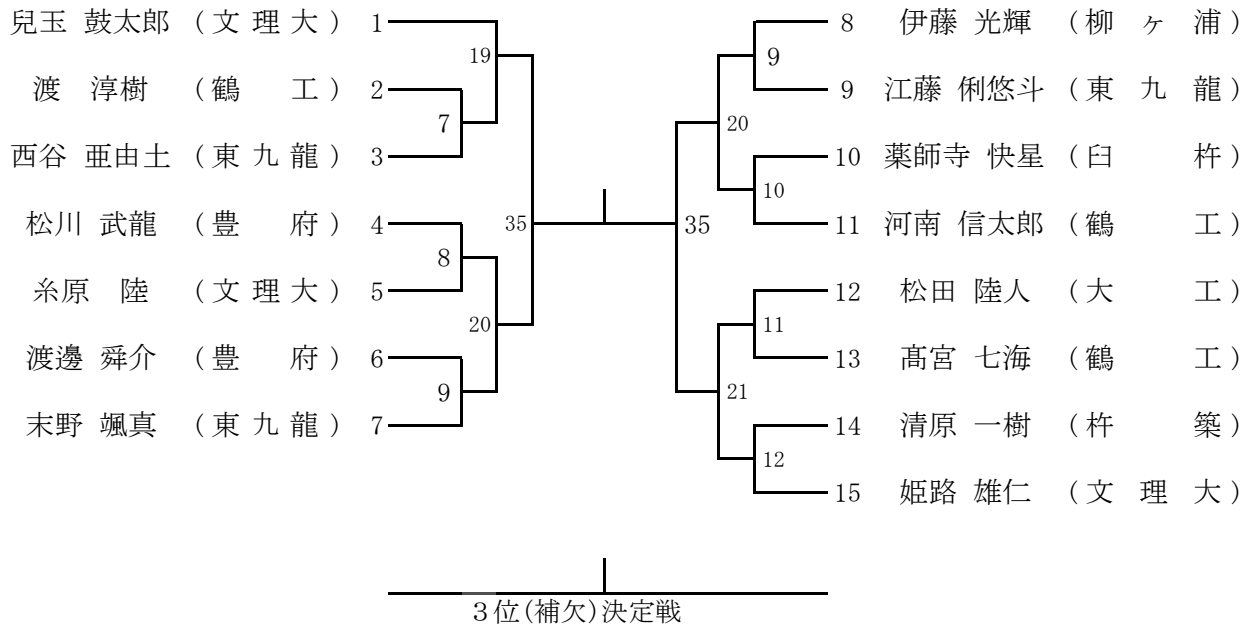 兒玉 鼓太郎 (文理大) 1
19
渡 淳樹 (鶴 工) 2
7
西谷 亜由土 (東九龍) 3
松川 武龍 (豊 府) 4
35
8
糸原 陸 (文理大) 5
20
渡邊 舜介 (豊 府) 6
9
末野 颯真 (東九龍) 7
8 伊藤 光輝 (柳ヶ浦)
9
9 江藤 俐悠斗 (東九龍)
20
10 薬師寺 快星 (臼 杵)
10
11 河南 信太郎 (鶴 工)
35
12 松田 陸人 (大 工)
11
13 髙宮 七海 (鶴 工)
21
14 清原 一樹 (杵 築)
12
15 姫路 雄仁 (文理大)
3位(補欠)決定戦